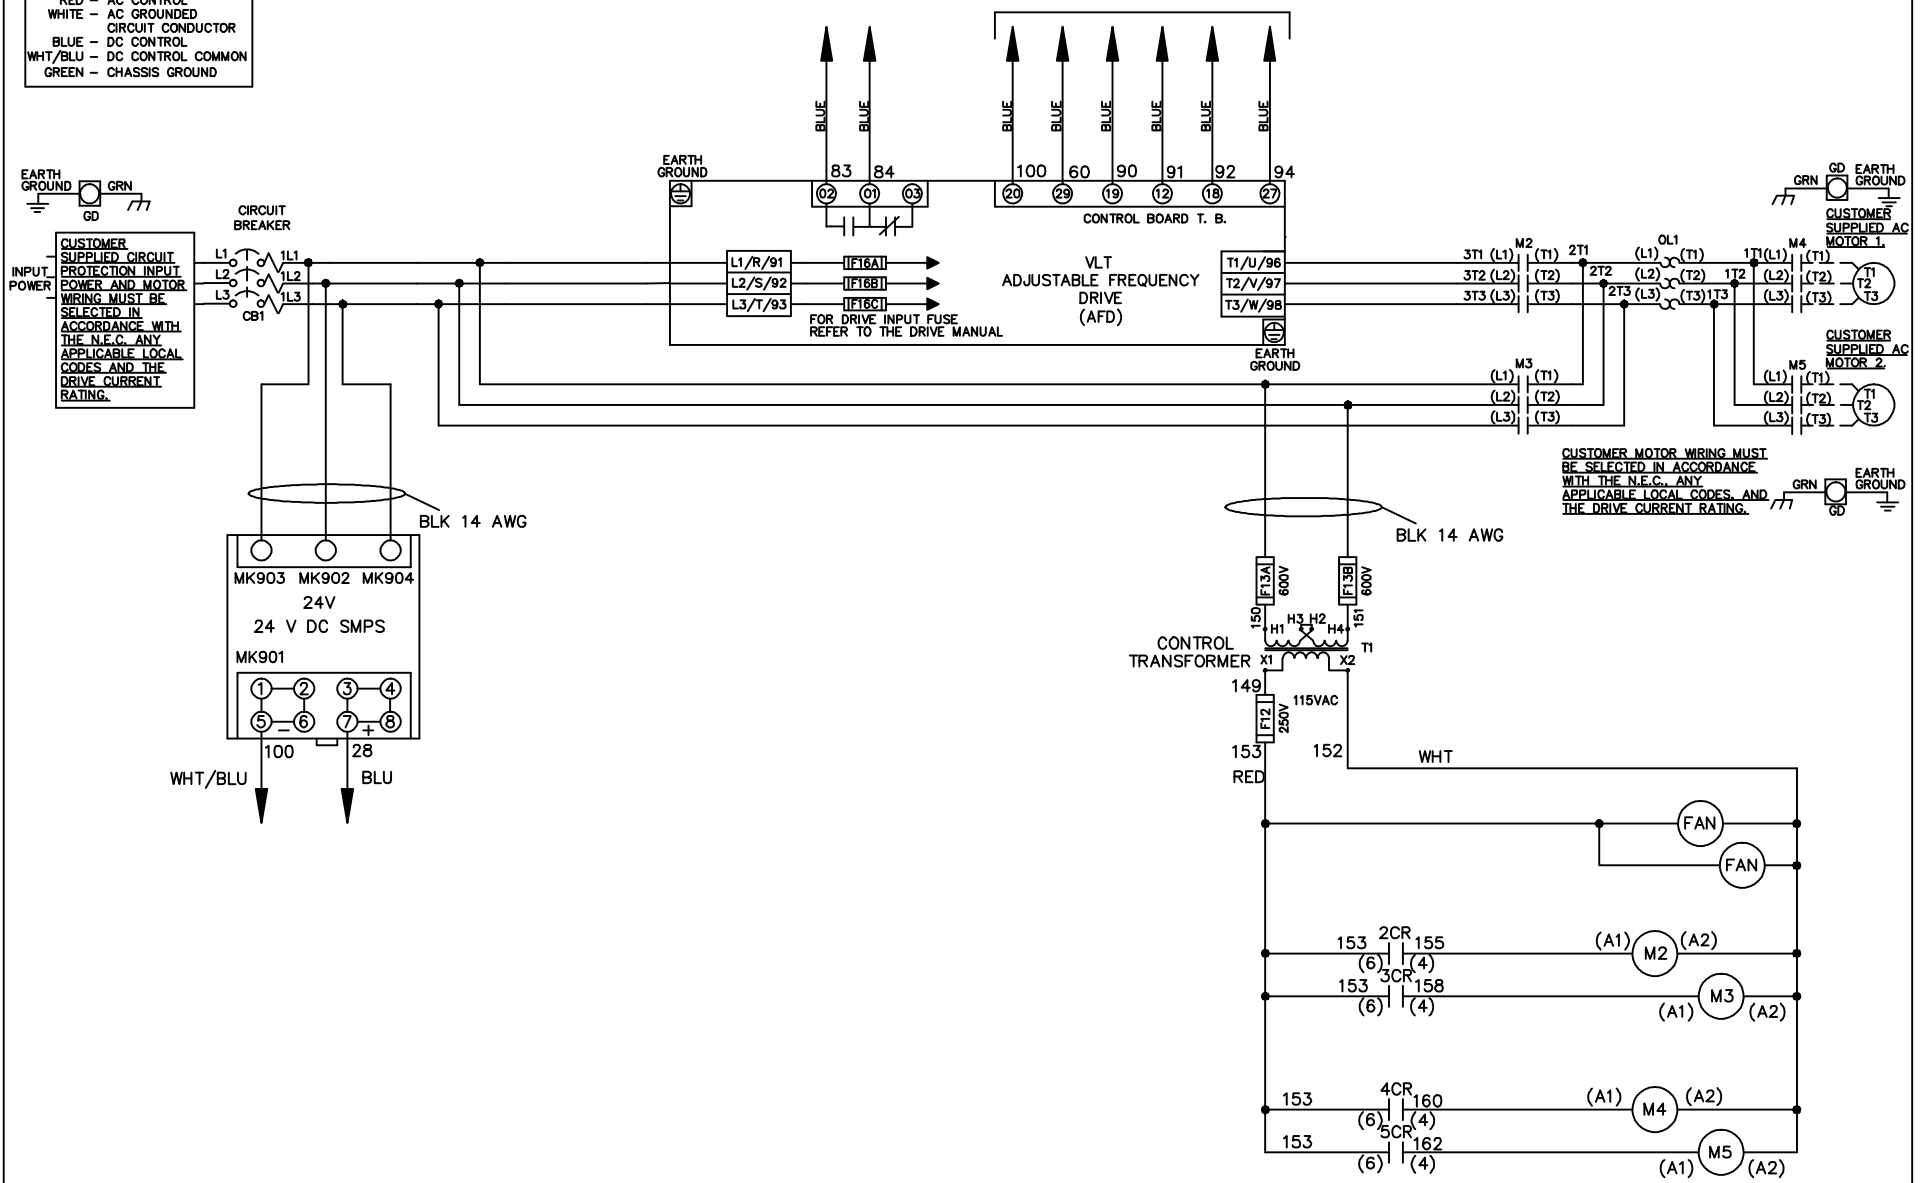 RED – AC CONTROL
WHITE – AC GROUNDED
CIRCUIT CONDUCTOR
BLUE – DC CONTROL
WHT/BLU – DC CONTROL COMMON
GREEN – CHASSIS GROUND
BLUE
BLUE
BLUE
BLUE
BLUE
BLUE
BLUE
BLUE
EARTH
GROUND
GRN
GD
CIRCUIT
BREAKER
EARTH
GROUND
83
84
02
01
03
100
60
90
91
92
94
20
29
19
12
18
27
CONTROL BOARD T. B.
GD
EARTH
GROUND
GRN
CUSTOMER
SUPPLIED AC
MOTOR 1.
INPUT
POWER
CUSTOMER
SUPPLIED CIRCUIT
PROTECTION INPUT
POWER AND MOTOR
WIRING MUST BE
SELECTED IN
ACCORDANCE WITH
THE N.E.C. ANY
APPLICABLE LOCAL
CODES AND THE
DRIVE CURRENT
RATING.
L1
L2
L3
CB1
1L1
1L2
1L3
L1/R/91
L2/S/92
L3/T/93
F16A
F16B
F16C
FOR DRIVE INPUT FUSE
REFER TO THE DRIVE MANUAL
VLT
ADJUSTABLE FREQUENCY
DRIVE
(AFD)
T1/U/96
T2/V/97
T3/W/98
EARTH
GROUND
M2
3T1 (L1) (T1) 2T1
3T2 (L2) (T2) 2T2
3T3 (L3) (T3) 2T3
OL1
(L1) (T1) 1T1
(L2) (T2) 1T2
(L3) (T3) 1T3
M4
(L1) (T1)
(L2) (T2)
(L3) (T3)
T1
T2
T3
CUSTOMER
SUPPLIED AC
MOTOR 2.
M3
(L1) (T1)
(L2) (T2)
(L3) (T3)
M5
(L1) (T1)
(L2) (T2)
(L3) (T3)
T1
T2
T3
CUSTOMER MOTOR WIRING MUST
BE SELECTED IN ACCORDANCE
WITH THE N.E.C., ANY
APPLICABLE LOCAL CODES, AND
THE DRIVE CURRENT RATING.
GRN
GD
EARTH
GROUND
BLK 14 AWG
BLK 14 AWG
MK903 MK902 MK904
24V
24 V DC SMPS
MK901
1 2 3 4
5 6 7 8
– +
100
28
WHT/BLU
BLU
F13A
600V
F13B
600V
150
151
H1 H3 H2 H4
CONTROL
TRANSFORMER
T1
X1
X2
149
115VAC
F12
250V
153
152
RED
WHT
FAN
FAN
2CR
153 155
(6) (4)
(A1) M2 (A2)
3CR
153 158
(6) (4)
(A1) M3 (A2)
4CR
153 160
(6) (4)
(A1) M4 (A2)
5CR
153 162
(6) (4)
(A1) M5 (A2)